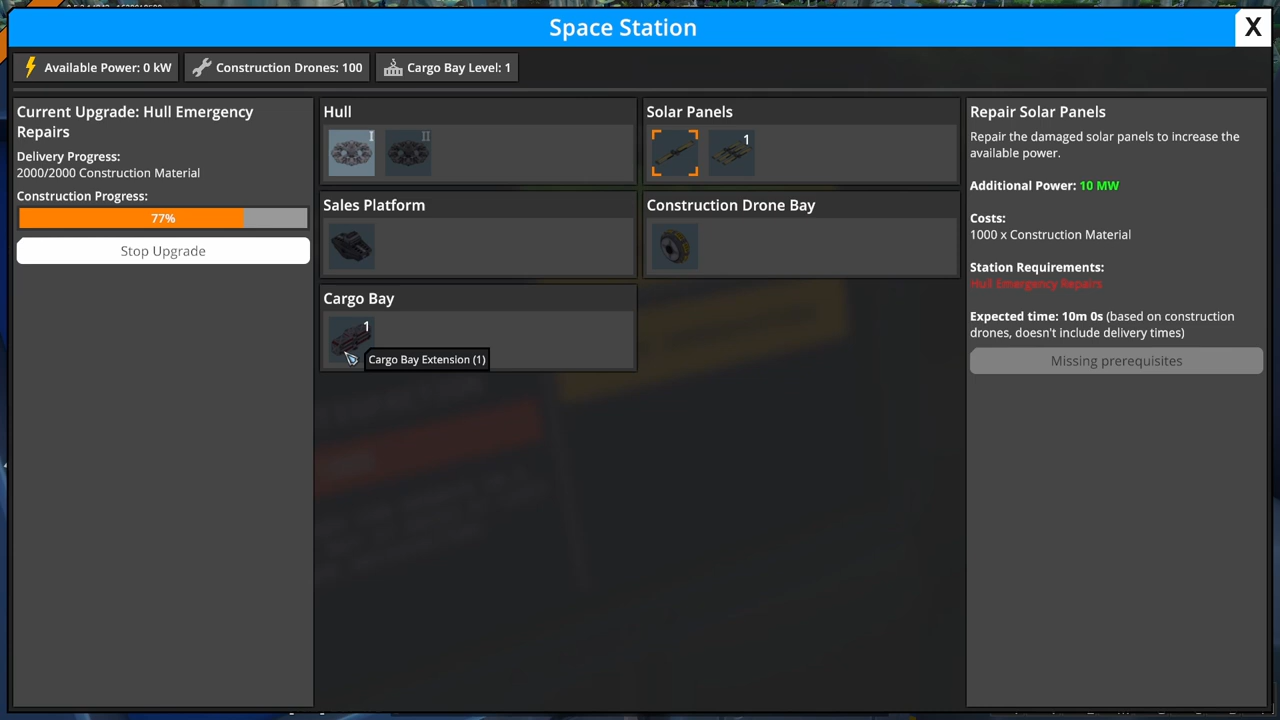 Space Station
X
Available Power: 0 kW
Construction Drones: 100
Cargo Bay Level: 1
Current Upgrade: Hull Emergency
Repairs
Delivery Progress:
2000/2000 Construction Material
Construction Progress:
77%
Stop Upgrade
Hull
I
II
Solar Panels
1
Sales Platform
Construction Drone Bay
Cargo Bay
1
Cargo Bay Extension (1)
Repair Solar Panels
Repair the damaged solar panels to increase the
available power.
Additional Power: 10 MW
Costs:
1000 x Construction Material
Station Requirements:
Hull Emergency Repairs
Expected time: 10m 0s (based on construction
drones, doesn't include delivery times)
Missing prerequisites